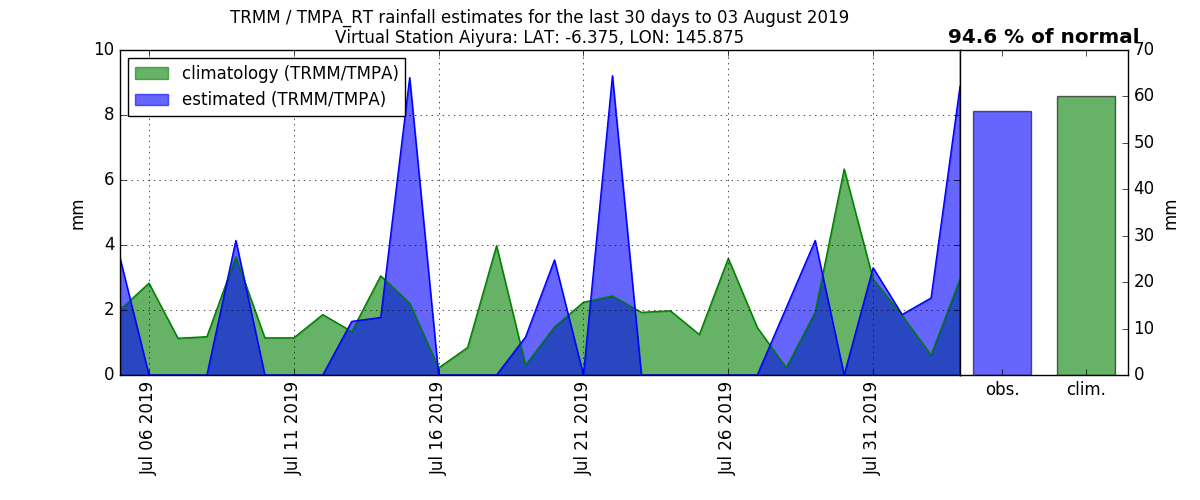 TRMM / TMPA_RT rainfall estimates for the last 30 days to 03 August 2019
Virtual Station Aiyura: LAT: -6.375, LON: 145.875
94.6 % of normal
climatology (TRMM/TMPA)
estimated (TRMM/TMPA)
mm
10
8
6
4
2
0
Jul 06 2019
Jul 11 2019
Jul 16 2019
Jul 21 2019
Jul 26 2019
Jul 31 2019
obs.
clim.
70
60
50
40
30
20
10
0
mm